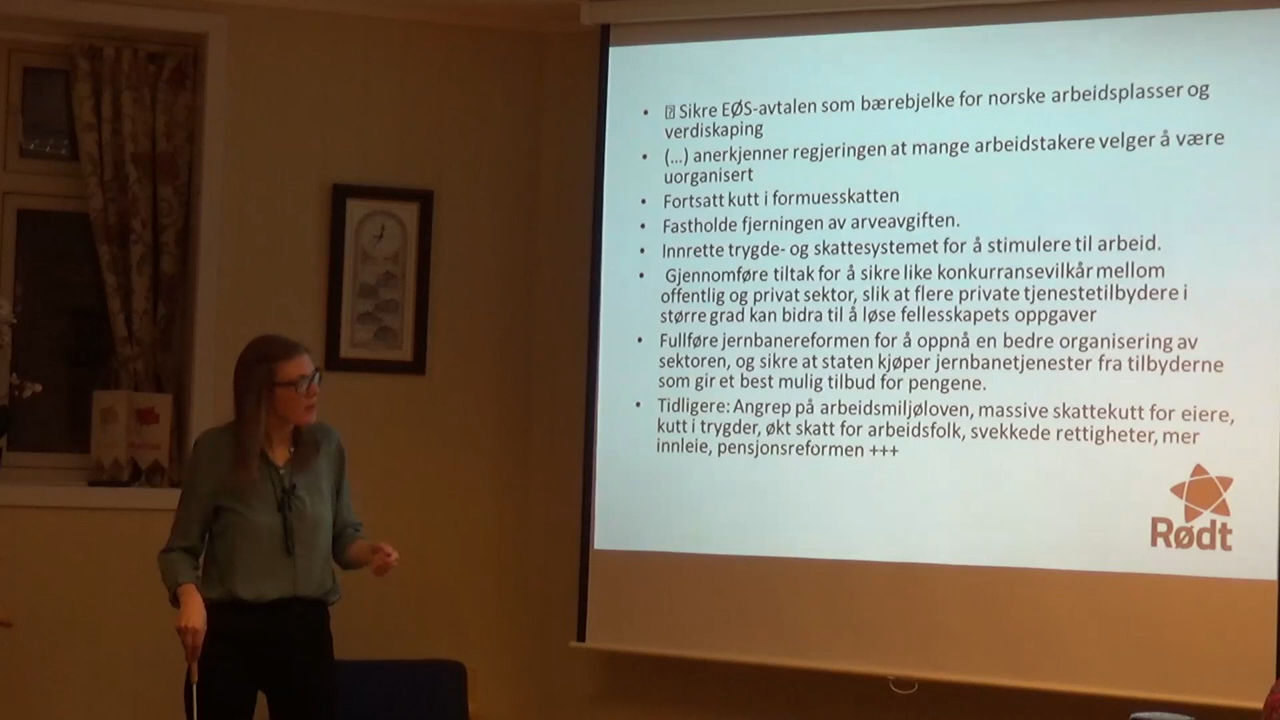 • Sikre EØS-avtalen som bærebjelke for norske arbeidsplasser og
verdiskaping
• (...) anerkjenner regjeringen at mange arbeidstakere velger å være
uorganisert
• Fortsatt kutt i formuesskatten
• Fastholde fjerningen av arveavgiften.
• Innrette trygde- og skattesystemet for å stimulere til arbeid.
• Gjennomføre tiltak for å sikre like konkurransevilkår mellom
offentlig og privat sektor, slik at flere private tjenestetilbydere i
større grad kan bidra til å løse fellesskapets oppgaver
• Fullføre jernbanereformen for å oppnå en bedre organisering av
sektoren, og sikre at staten kjøper jernbanetjenester fra tilbyderne
som gir et best mulig tilbud for pengene.
• Tidligere: Angrep på arbeidsmiljøloven, massive skattekutt for eiere,
kutt i trygder, økt skatt for arbeidsfolk, svekkede rettigheter, mer
innleie, pensjonsreformen +++
Rødt